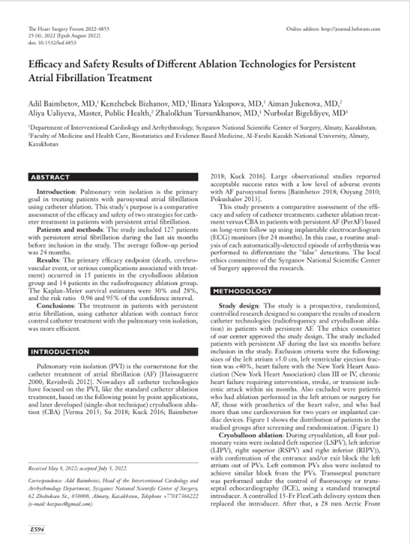 The Heart Surgery Forum 2022-4853
25 (4), 2022 [Epub August 2022]
doi: 10.1532/hsf.4853
Online address: http://journal.hsforum.com
Efficacy and Safety Results of Different Ablation Technologies for Persistent
Atrial Fibrillation Treatment
Adil Baimbetov, MD,¹ Kenzhebek Bizhanov, MD,¹ Ilinara Yakupova, MD,¹ Aiman Jukenova, MD,²
Aliya Ualiyeva, Master, Public Health,² Zhalolkhan Tursunkhanov, MD,¹ Nurbolat Bigeldiyev, MD¹
¹Department of Interventional Cardiology and Arrhythmology, Syzganov National Scientific Center of Surgery, Almaty, Kazakhstan;
²Faculty of Medicine and Health Care, Biostatistics and Evidence Based Medicine, Al-Farabi Kazakh National University, Almaty,
Kazakhstan
ABSTRACT
Introduction: Pulmonary vein isolation is the primary
goal in treating patients with paroxysmal atrial fibrillation
using catheter ablation. This study's purpose is a comparative
assessment of the efficacy and safety of two strategies for cath-
eter treatment in patients with persistent atrial fibrillation.
Patients and methods: The study included 127 patients
with persistent atrial fibrillation during the last six months
before inclusion in the study. The average follow-up period
was 24 months.
Results: The primary efficacy endpoint (death, cerebro-
vascular event, or serious complications associated with treat-
ment) occurred in 15 patients in the cryoballoon ablation
group and 14 patients in the radiofrequency ablation group.
The Kaplan-Meier survival estimates were 30% and 28%,
and the risk ratio 0.96 and 95% of the confidence interval.
Conclusions: The treatment in patients with persistent
atria fibrillation, using catheter ablation with contact force
control catheter treatment with the pulmonary vein isolation,
was more efficient.
INTRODUCTION
Pulmonary vein isolation (PVI) is the cornerstone for the
catheter treatment of atrial fibrillation (AF) [Haissaguerre
2000; Revishvili 2012]. Nowadays all catheter technologies
have focused on the PVI, like the standard catheter ablation
treatment, based on the following point by point applications,
and later developed (single-shot technique) cryoballoon abla-
tion (CBA) [Verma 2015; Su 2018; Kuck 2016; Baimbetov
Received May 8, 2022; accepted July 5, 2022.
Correspondence: Adil Baimbetov, Head of the Interventional Cardiology and
Arrhythmology Department, Syzganov National Scientific Center of Surgery,
62 Zheltoksan St., 050000, Almaty, Kazakhstan, Telephone +77017166222
(e-mail:
E594
2018; Kuck 2016]. Large observational studies reported
acceptable success rates with a low level of adverse events
with AF paroxysmal forms [Baimbetov 2018; Ouyang 2010;
Pokushalov 2013].
This study presents a comparative assessment of the effi-
cacy and safety of catheter treatments: catheter ablation treat-
ment versus CBA in patients with persistent AF (PerAF) based
on long-term follow up using implantable electrocardiogram
(ECG) monitors (for 24 months). In this case, a routine anal-
ysis of each automatically-detected episode of arrhythmia was
performed to differentiate the "false" detections. The local
ethics committee of the Syzganov National Scientific Center
of Surgery approved the research.
METHODOLOGY
Study design: The study is a prospective, randomized,
controlled research designed to compare the results of modern
catheter technologies (radiofrequency and cryoballoon abla-
tion) in patients with persistent AF. The ethics committee
of our center approved the study design. The study included
patients with persistent AF during the last six months before
inclusion in the study. Exclusion criteria were the following:
sizes of the left atrium >5.0 cm, left ventricular ejection frac-
tion was <40%, heart failure with the New York Heart Asso-
ciation (New York Heart Association) class III or IV, chronic
heart failure requiring intervention, stroke, or transient isch-
emic attack within six months. Also excluded were patients
who had ablation performed in the left atrium or surgery for
AF, those with prosthetics of the heart valve, and who had
more than one cardioversion for two years or implanted car-
diac devices. Figure 1 shows the distribution of patients in the
studied groups after screening and randomization. (Figure 1)
Cryoballoon ablation: During cryoablation, all four pul-
monary veins were isolated (left superior (LSPV), left inferior
(LIPV), right superior (RSPV) and right inferior (RIPV)),
with confirmation of the entrance and/or exit block the left
atrium out of PVs. Left common PVs also were isolated to
achieve similar block from the PVs. Transseptal puncture
was performed under the control of fluoroscopy or trans-
septal echocardiography (ICE), using a standard transseptal
introducer. A controlled 15-Fr FlexCath delivery system then
replaced the introducer. After that, a 28 mm Arctic Front